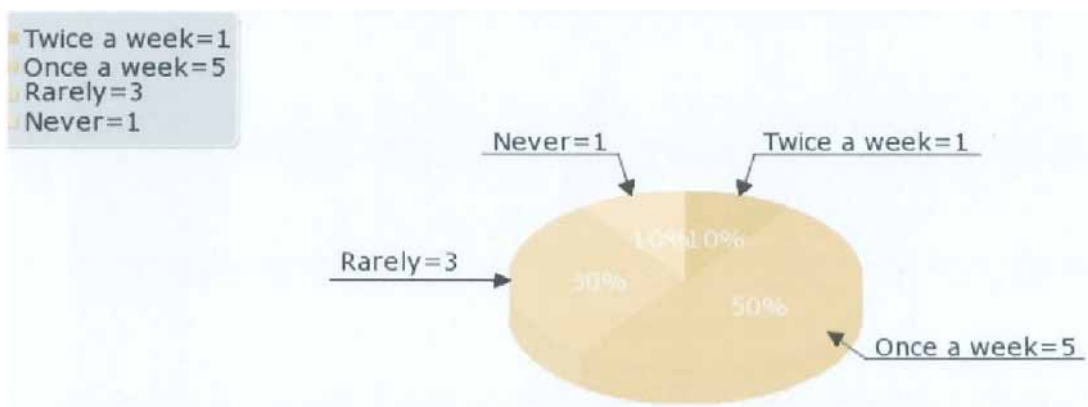 Twice a week=1
Once a week=5
Rarely=3
Never=1
Never=1
Twice a week=1
10%
10%
Rarely=3
30%
50%
Once a week=5